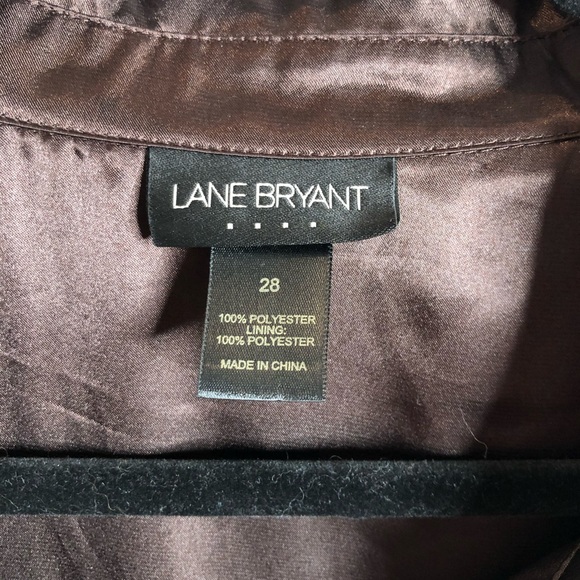 LANE BRYANT
28
100% POLYESTER
LINING:
100% POLYESTER
MADE IN CHINA